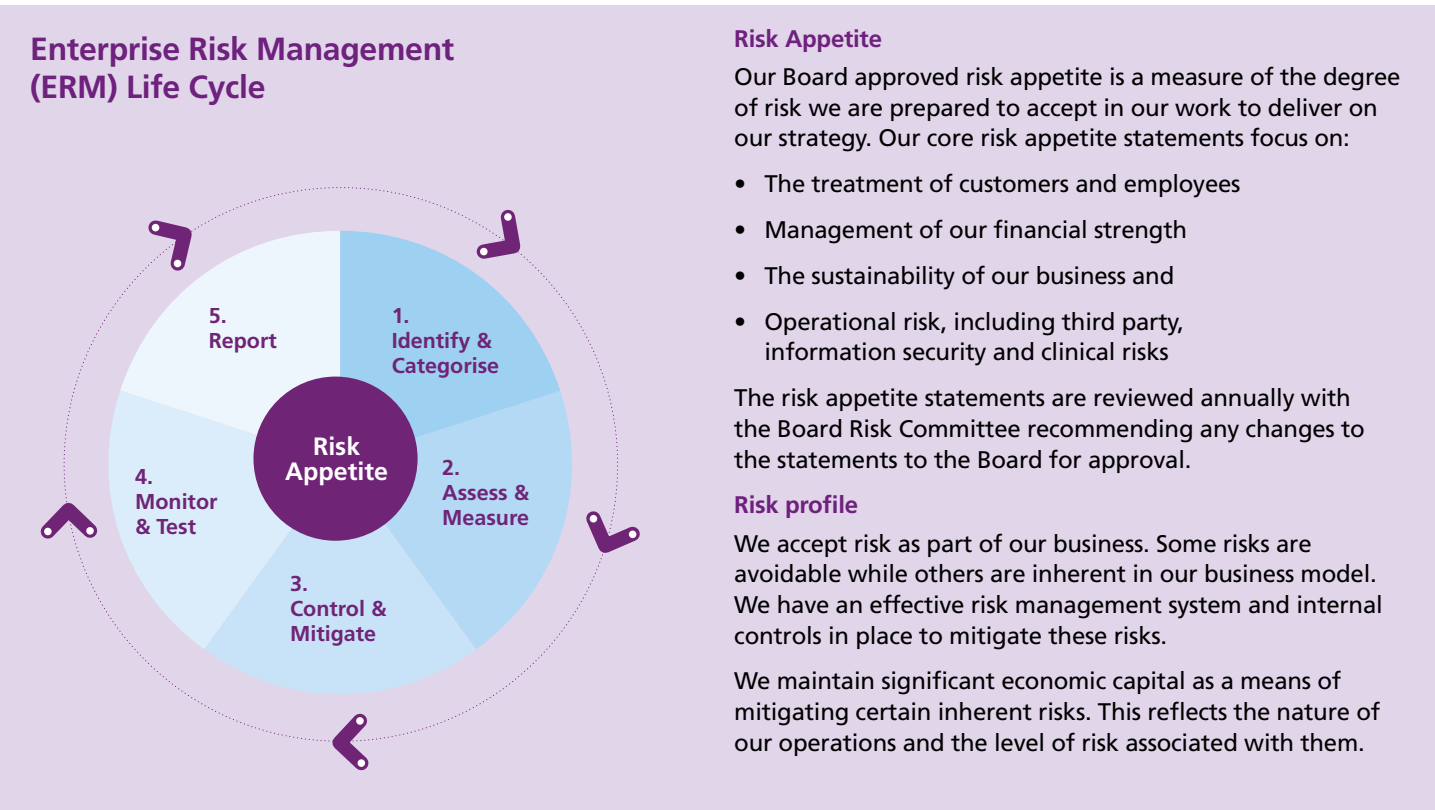 Enterprise Risk Management
(ERM) Life Cycle
1.
Identify &
Categorise
2.
Assess &
Measure
3.
Control &
Mitigate
4.
Monitor
& Test
5.
Report
Risk
Appetite
Risk Appetite
Our Board approved risk appetite is a measure of the degree
of risk we are prepared to accept in our work to deliver on
our strategy. Our core risk appetite statements focus on:
• The treatment of customers and employees
• Management of our financial strength
• The sustainability of our business and
• Operational risk, including third party,
information security and clinical risks
The risk appetite statements are reviewed annually with
the Board Risk Committee recommending any changes to
the statements to the Board for approval.
Risk profile
We accept risk as part of our business. Some risks are
avoidable while others are inherent in our business model.
We have an effective risk management system and internal
controls in place to mitigate these risks.
We maintain significant economic capital as a means of
mitigating certain inherent risks. This reflects the nature of
our operations and the level of risk associated with them.